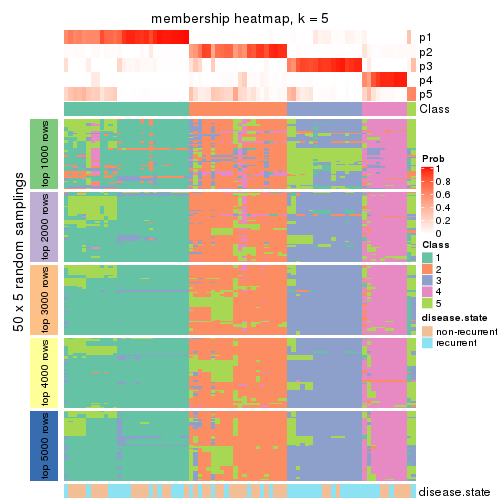 membership heatmap, k = 5
p1
p2
p3
p4
p5
Class
50 x 5 random samplings
top 1000 rows
top 2000 rows
top 3000 rows
top 4000 rows
top 5000 rows
Prob
1
0.8
0.6
0.4
0.2
0
Class
1
2
3
4
5
disease.state
non-recurrent
recurrent
disease.state